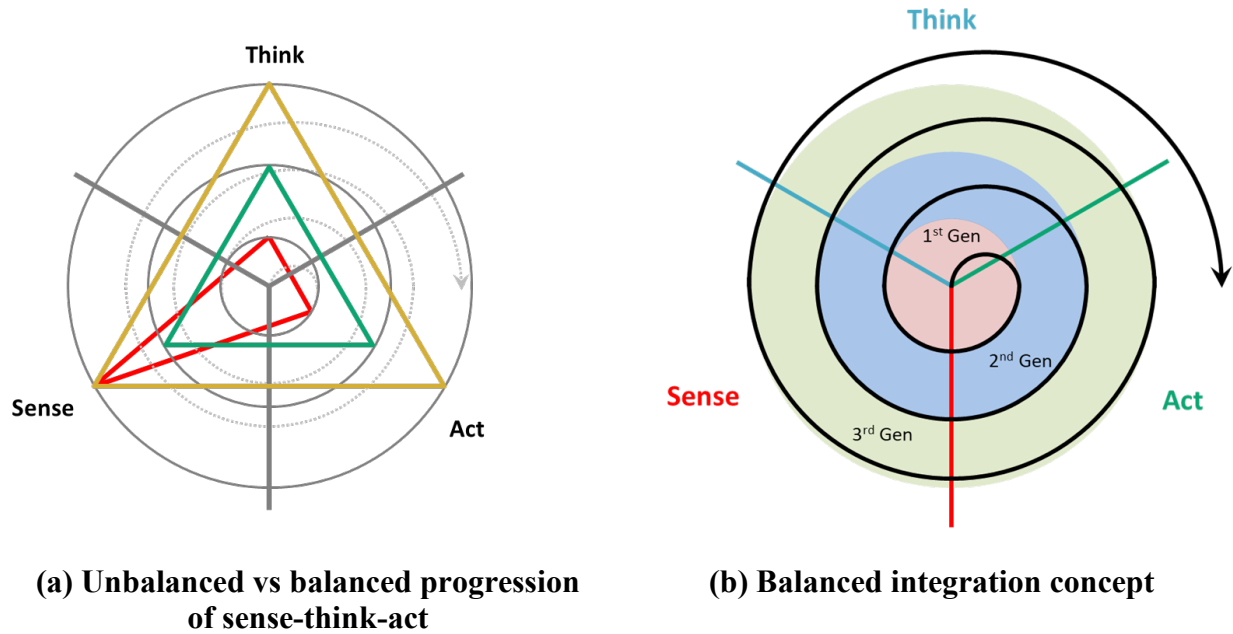 Think
Sense
Act
Think
1st Gen
2nd Gen
3rd Gen
Sense
Act
(a) Unbalanced vs balanced progression
of sense-think-act
(b) Balanced integration concept